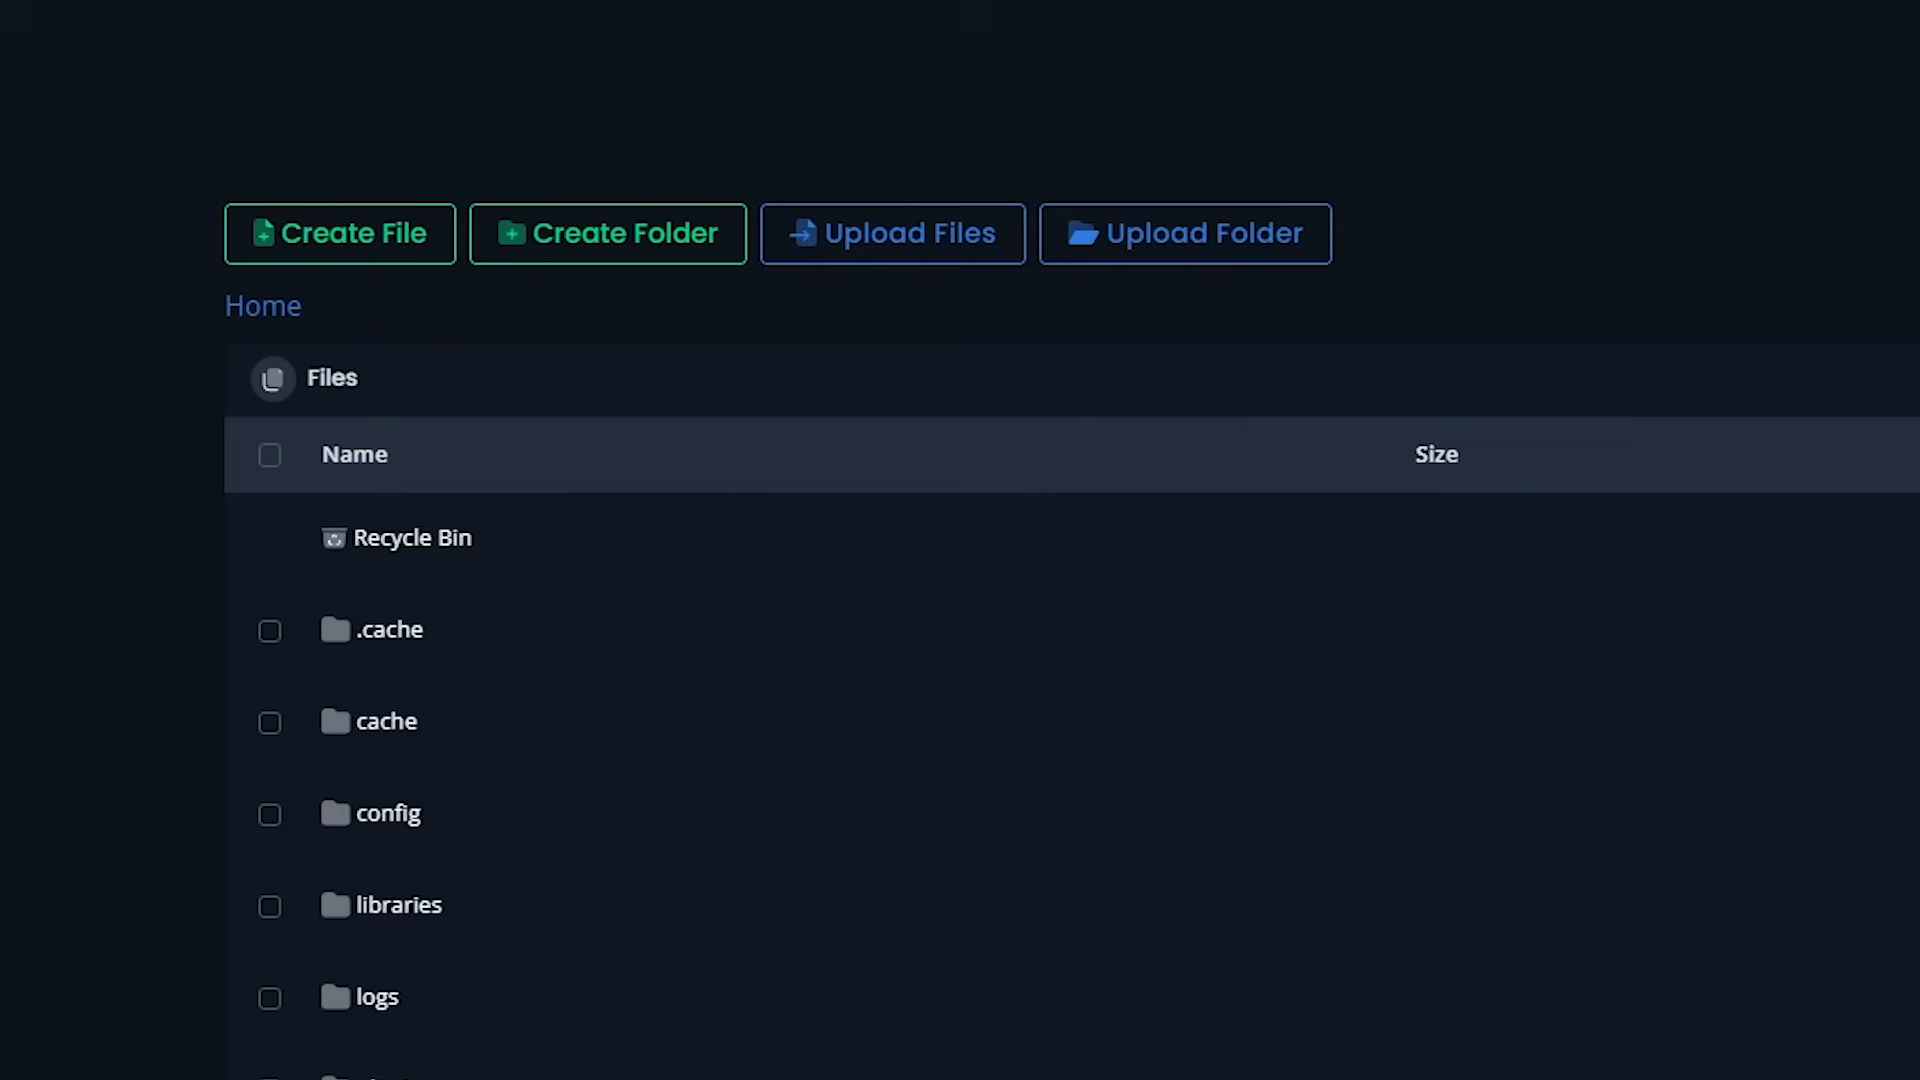 Create File Create Folder Upload Files Upload Folder
Home
Files
Name Size
Recycle Bin
.cache
cache
config
libraries
logs